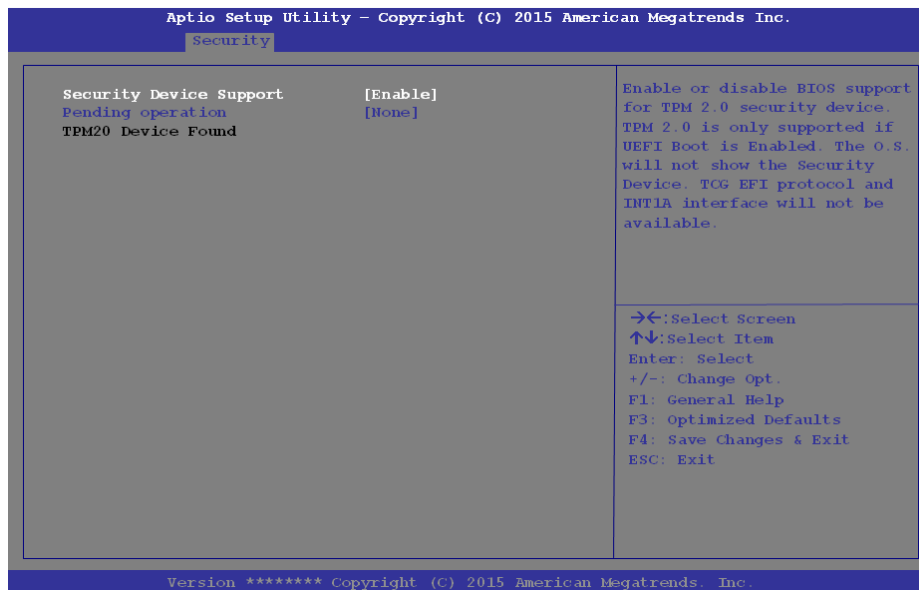 Aptio Setup Utility – Copyright (C) 2015 American Megatrends Inc.
Security
Security Device Support [Enable]
Pending operation [None]
TPM20 Device Found
Enable or disable BIOS support
for TPM 2.0 security device.
TPM 2.0 is only supported if
UEFI Boot is Enabled. The O.S.
will not show the Security
Device. TCG EFI protocol and
INT1A interface will not be
available.
→←:Select Screen
↑↓:Select Item
Enter: Select
+/-: Change Opt.
F1: General Help
F3: Optimized Defaults
F4: Save Changes & Exit
ESC: Exit
Version ******** Copyright (C) 2015 American Megatrends. Inc.